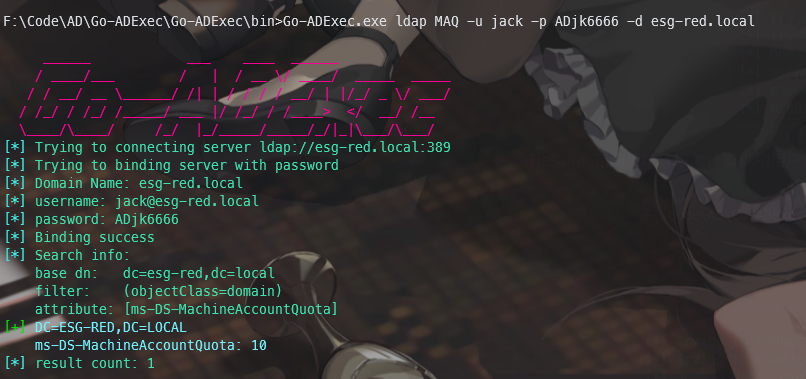 F:\Code\AD\Go-ADExec\Go-ADExec\bin>Go-ADExec.exe ldap MAQ -u jack -p ADjk6666 -d esg-red.local
[*] Trying to connecting server ldap://esg-red.local:389
[*] Trying to binding server with password
[*] Domain Name: esg-red.local
[*] username: jack@esg-red.local
[*] password: ADjk6666
[*] Binding success
[*] Search info:
base dn:   dc=esg-red,dc=local
filter:    (objectClass=domain)
attribute: [ms-DS-MachineAccountQuota]
[+] DC=ESG-RED,DC=LOCAL
ms-DS-MachineAccountQuota: 10
[*] result count: 1